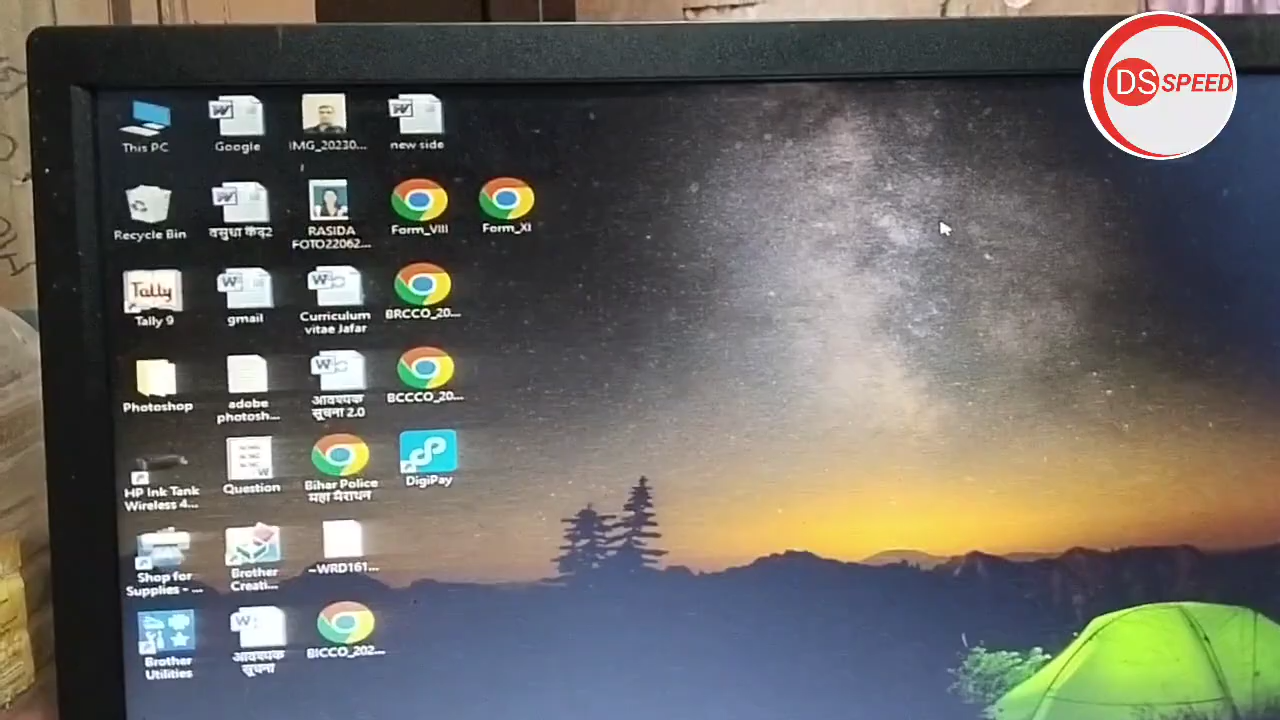 DS SPEED
This PC
Google
IMG_20230...
new side
Recycle Bin
वसुधा केंद्र2
RASIDA
FOTO22062...
Form_VIII
Form_XI
Tally
Tally 9
gmail
Curriculum
vitae Jafar
BRCCO_20...
Photoshop
adobe
photosh...
आवश्यक
सूचना 2.0
BCCCO_20...
HP Ink Tank
Wireless 4...
Question
Bihar Police
महा मैराथन
DigiPay
Shop for
Supplies - ...
Brother
Creati...
~WRD161...
Brother
Utilities
आवश्यक
सूचना
BICCO_202...